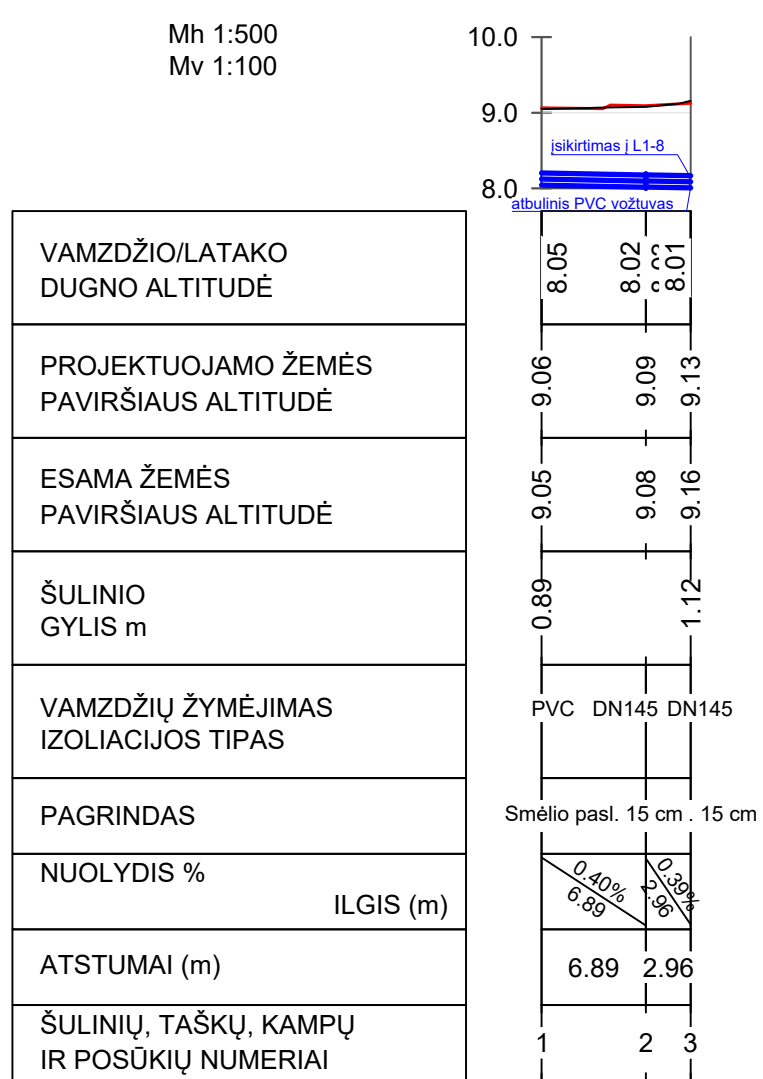 Mh 1:500
Mv 1:100
10.0
9.0
8.0
įsikirtimas į L1-8
atbulinis PVC vožtuvas
VAMZDŽIO/LATAKO
DUGNO ALTITUDĖ
8.05 8.02 8.01
PROJEKTUOJAMO ŽEMĖS
PAVIRŠIAUS ALTITUDĖ
9.06 9.09 9.13
ESAMA ŽEMĖS
PAVIRŠIAUS ALTITUDĖ
9.05 9.08 9.16
ŠULINIO
GYLIS m
0.89 1.12
VAMZDŽIŲ ŽYMĖJIMAS
IZOLIACIJOS TIPAS
PVC DN145 DN145
PAGRINDAS
Smėlio pasl. 15 cm . 15 cm
NUOLYDIS %
ILGIS (m)
0.40% 0.39%
6.89 2.96
ATSTUMAI (m)
6.89 2.96
ŠULINIŲ, TAŠKŲ, KAMPŲ
IR POSŪKIŲ NUMERIAI
1 2 3